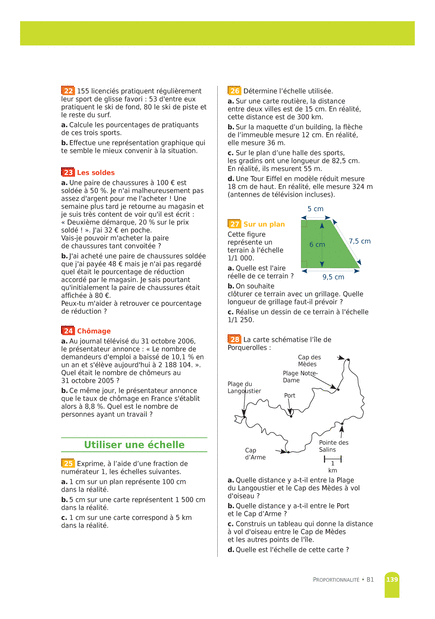 22 155 licenciés pratiquent régulièrement
leur sport de glisse favori : 53 d'entre eux
pratiquent le ski de fond, 80 le ski de piste et
le reste du surf.
a. Calcule les pourcentages de pratiquants
de ces trois sports.
b. Effectue une représentation graphique qui
te semble le mieux convenir à la situation.
23 Les soldes
a. Une paire de chaussures à 100 € est
soldée à 50 %. Je n'ai malheureusement pas
assez d'argent pour me l'acheter ! Une
semaine plus tard je retourne au magasin et
je suis très content de voir qu'il est écrit :
« Deuxième démarque, 20 % sur le prix
soldé ! ». J'ai 32 € en poche.
Vais-je pouvoir m'acheter la paire
de chaussures tant convoitée ?
b. J'ai acheté une paire de chaussures soldée
que j'ai payée 48 € mais je n'ai pas regardé
quel était le pourcentage de réduction
accordé par le magasin. Je sais pourtant
qu'initialement la paire de chaussures était
affichée à 80 €.
Peux-tu m'aider à retrouver ce pourcentage
de réduction ?
24 Chômage
a. Au journal télévisé du 31 octobre 2006,
le présentateur annonce : « Le nombre de
demandeurs d'emploi a baissé de 10,1 % en
un an et s'élève aujourd'hui à 2 188 104. ».
Quel était le nombre de chômeurs au
31 octobre 2005 ?
b. Ce même jour, le présentateur annonce
que le taux de chômage en France s'établit
alors à 8,8 %. Quel est le nombre de
personnes ayant un travail ?
Utiliser une échelle
25 Exprime, à l'aide d'une fraction de
numérateur 1, les échelles suivantes.
a. 1 cm sur un plan représente 100 cm
dans la réalité.
b. 5 cm sur une carte représentent 1 500 cm
dans la réalité.
c. 1 cm sur une carte correspond à 5 km
dans la réalité.
26 Détermine l'échelle utilisée.
a. Sur une carte routière, la distance
entre deux villes est de 15 cm. En réalité,
cette distance est de 300 km.
b. Sur la maquette d'un building, la flèche
de l'immeuble mesure 12 cm. En réalité,
elle mesure 36 m.
c. Sur le plan d'une halle des sports,
les gradins ont une longueur de 82,5 cm.
En réalité, ils mesurent 55 m.
d. Une Tour Eiffel en modèle réduit mesure
18 cm de haut. En réalité, elle mesure 324 m
(antennes de télévision incluses).
27 Sur un plan
Cette figure
représente un
terrain à l'échelle
1/1 000.
a. Quelle est l'aire
réelle de ce terrain ?
5 cm
6 cm
7,5 cm
9,5 cm
b. On souhaite
clôturer ce terrain avec un grillage. Quelle
longueur de grillage faut-il prévoir ?
c. Réalise un dessin de ce terrain à l'échelle
1/1 250.
28 La carte schématise l'île de
Porquerolles :
Cap des
Mèdes
Plage Notre-
Dame
Plage du
Langoustier
Port
Pointe des
Salins
Cap
d'Arme
1
km
a. Quelle distance y a-t-il entre la Plage
du Langoustier et le Cap des Mèdes à vol
d'oiseau ?
b. Quelle distance y a-t-il entre le Port
et le Cap d'Arme ?
c. Construis un tableau qui donne la distance
à vol d'oiseau entre le Cap de Mèdes
et les autres points de l'île.
d. Quelle est l'échelle de cette carte ?
PROPORTIONNALITÉ • B1
139